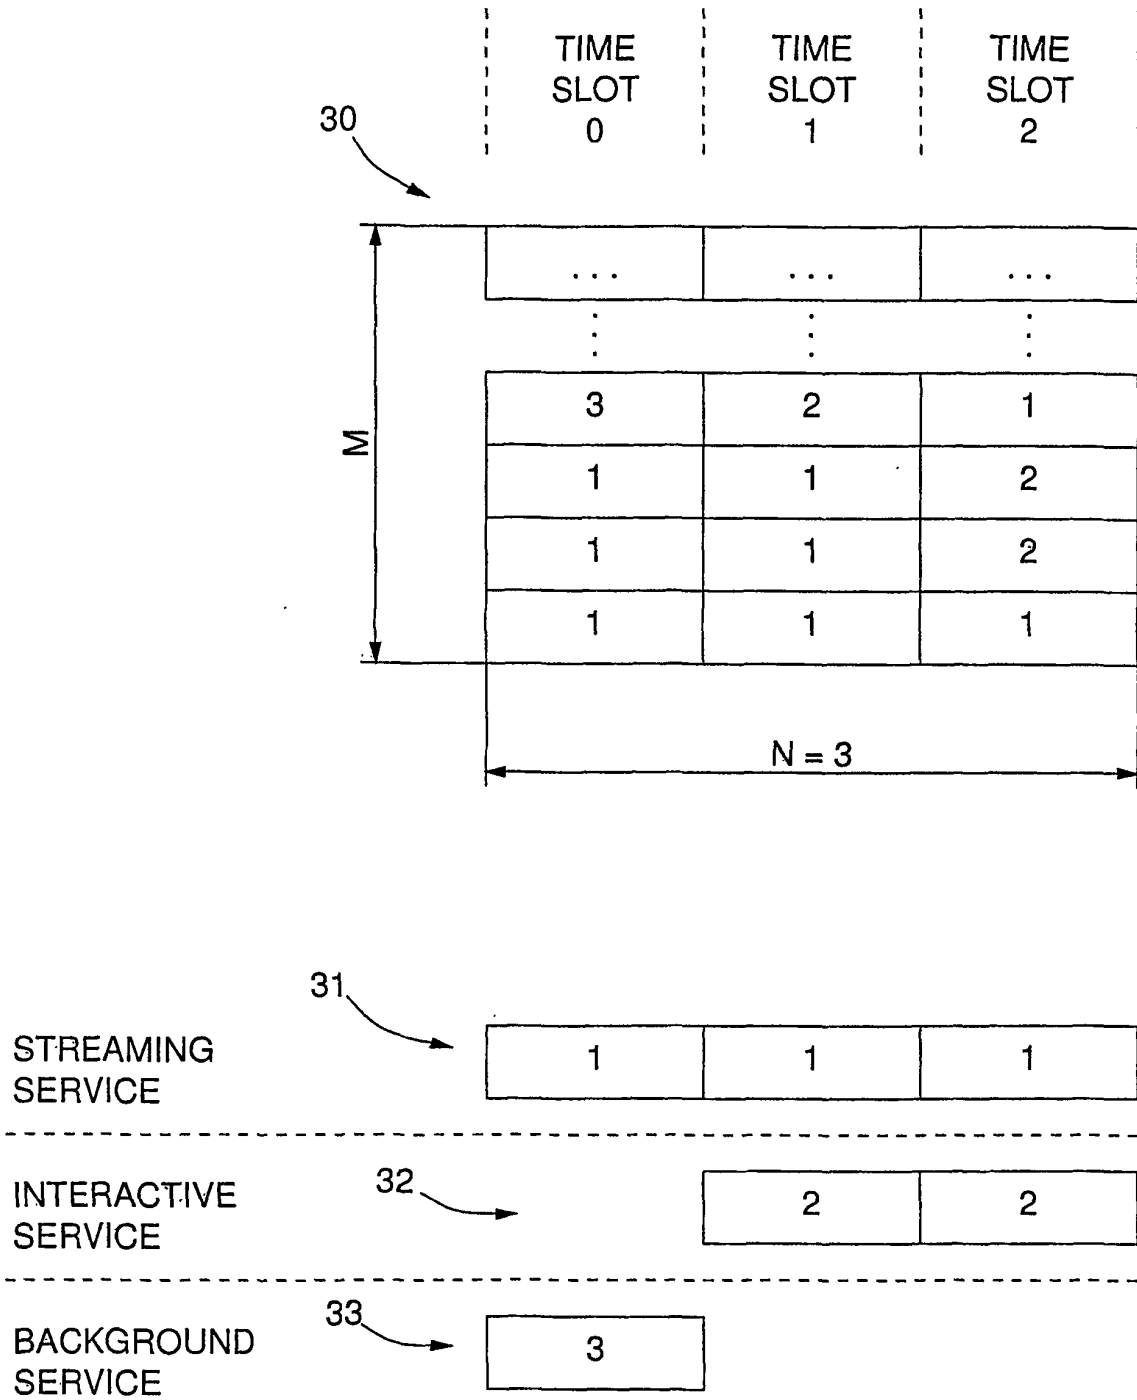 TIME SLOT 0
TIME SLOT 1
TIME SLOT 2
30
... ... ...
M
3 2 1
1 1 2
1 1 2
1 1 1
N = 3
31
STREAMING SERVICE
1 1 1
32
INTERACTIVE SERVICE
2 2
33
BACKGROUND SERVICE
3